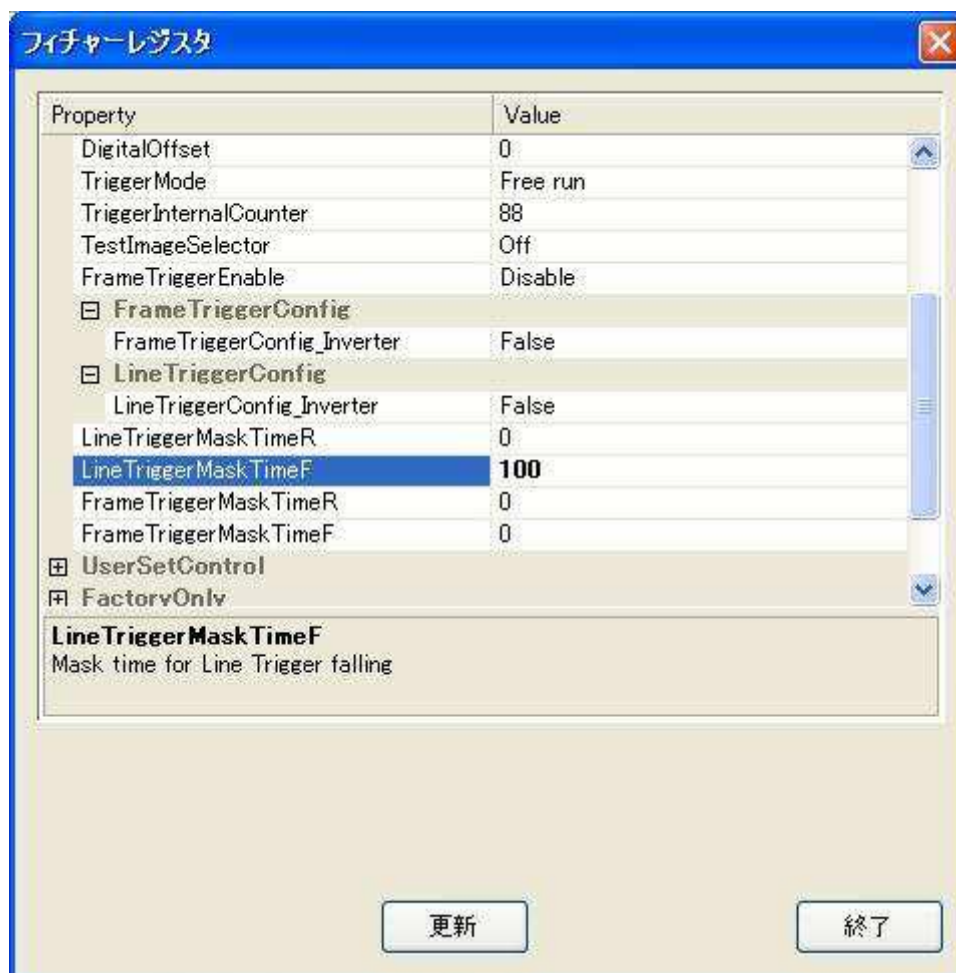 フィチャーレジスタ
Property Value
DigitalOffset 0
TriggerMode Free run
TriggerInternalCounter 88
TestImageSelector Off
FrameTriggerEnable Disable
FrameTriggerConfig
FrameTriggerConfig_Inverter False
LineTriggerConfig
LineTriggerConfig_Inverter False
LineTriggerMaskTimeR 0
LineTriggerMaskTimeF 100
FrameTriggerMaskTimeR 0
FrameTriggerMaskTimeF 0
UserSetControl
FactoryOnly
LineTriggerMaskTimeF
Mask time for Line Trigger falling
更新 終了